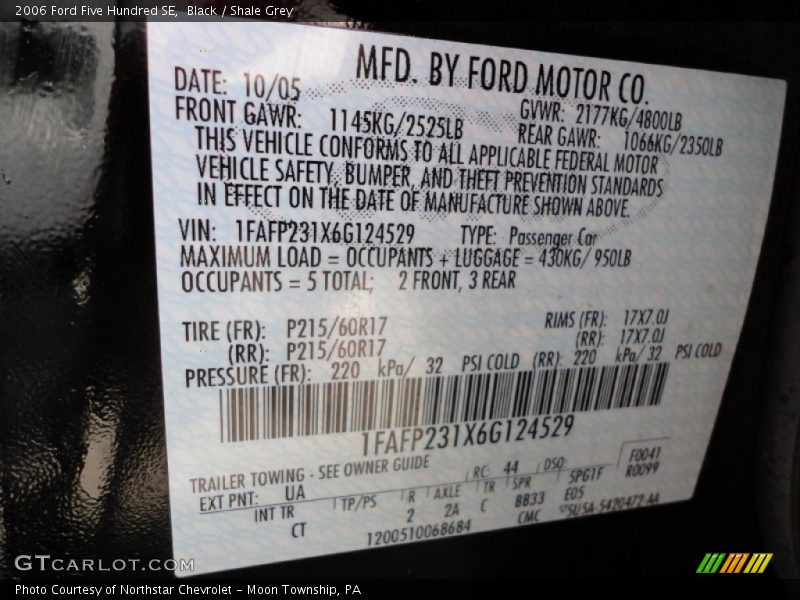 2006 Ford Five Hundred SE,  Black / Shale Grey
MFD. BY FORD MOTOR CO.
DATE: 10/05
GVWR: 2177KG/4800LB
FRONT GAWR: 1145KG/2525LB
REAR GAWR: 1066KG/2350LB
THIS VEHICLE CONFORMS TO ALL APPLICABLE FEDERAL MOTOR
VEHICLE SAFETY, BUMPER, AND THEFT PREVENTION STANDARDS
IN EFFECT ON THE DATE OF MANUFACTURE SHOWN ABOVE.
VIN: 1FAFP231X6G124529 TYPE: Passenger Car
MAXIMUM LOAD = OCCUPANTS + LUGGAGE = 430KG/ 950LB
OCCUPANTS = 5 TOTAL; 2 FRONT, 3 REAR
TIRE (FR): P215/60R17 RIMS (FR): 17X7.0J
(RR): P215/60R17 (RR): 17X7.0J
PRESSURE (FR): 220 kPa/ 32 PSI COLD (RR): 220 kPa/ 32 PSI COLD
1FAFP231X6G124529
TRAILER TOWING - SEE OWNER GUIDE
EXT PNT: UA RC: 44 DSO: F0041
R0099
INT TR TP/PS R AXLE TR SPR 5PG1F
CT 2 2A C BB33 E05
1200510068684 CMC 5U5A-5420472-AA
GTCARLOT.COM
Photo Courtesy of Northstar Chevrolet - Moon Township, PA